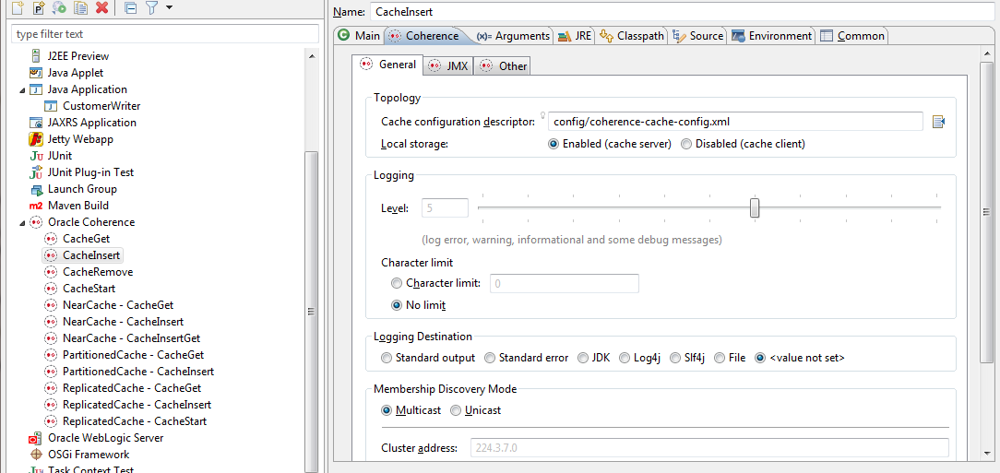 type filter text
J2EE Preview
Java Applet
Java Application
CustomerWriter
JAXRS Application
Jetty Webapp
JU JUnit
JUnit Plug-in Test
Launch Group
m2 Maven Build
Oracle Coherence
CacheGet
CacheInsert
CacheRemove
CacheStart
NearCache - CacheGet
NearCache - CacheInsert
NearCache - CacheInsertGet
PartitionedCache - CacheGet
PartitionedCache - CacheInsert
ReplicatedCache - CacheGet
ReplicatedCache - CacheInsert
ReplicatedCache - CacheStart
Oracle WebLogic Server
OSGi Framework
JU Task Context Test
Name: CacheInsert
Main Coherence (x)= Arguments JRE Classpath Source Environment Common
General JMX Other
Topology
Cache configuration descriptor: config/coherence-cache-config.xml
Local storage: Enabled (cache server) Disabled (cache client)
Logging
Level: 5
(log error, warning, informational and some debug messages)
Character limit
Character limit: 0
No limit
Logging Destination
Standard output Standard error JDK Log4j Slf4j File <value not set>
Membership Discovery Mode
Multicast Unicast
Cluster address: 224.3.7.0